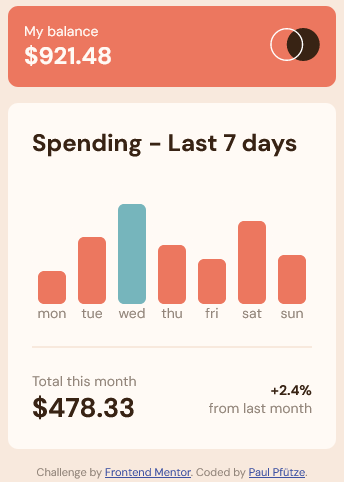 My balance
$921.48
Spending – Last 7 days
mon tue wed thu fri sat sun
Total this month
$478.33
+2.4%
from last month
Challenge by Frontend Mentor. Coded by Paul Pfütze.